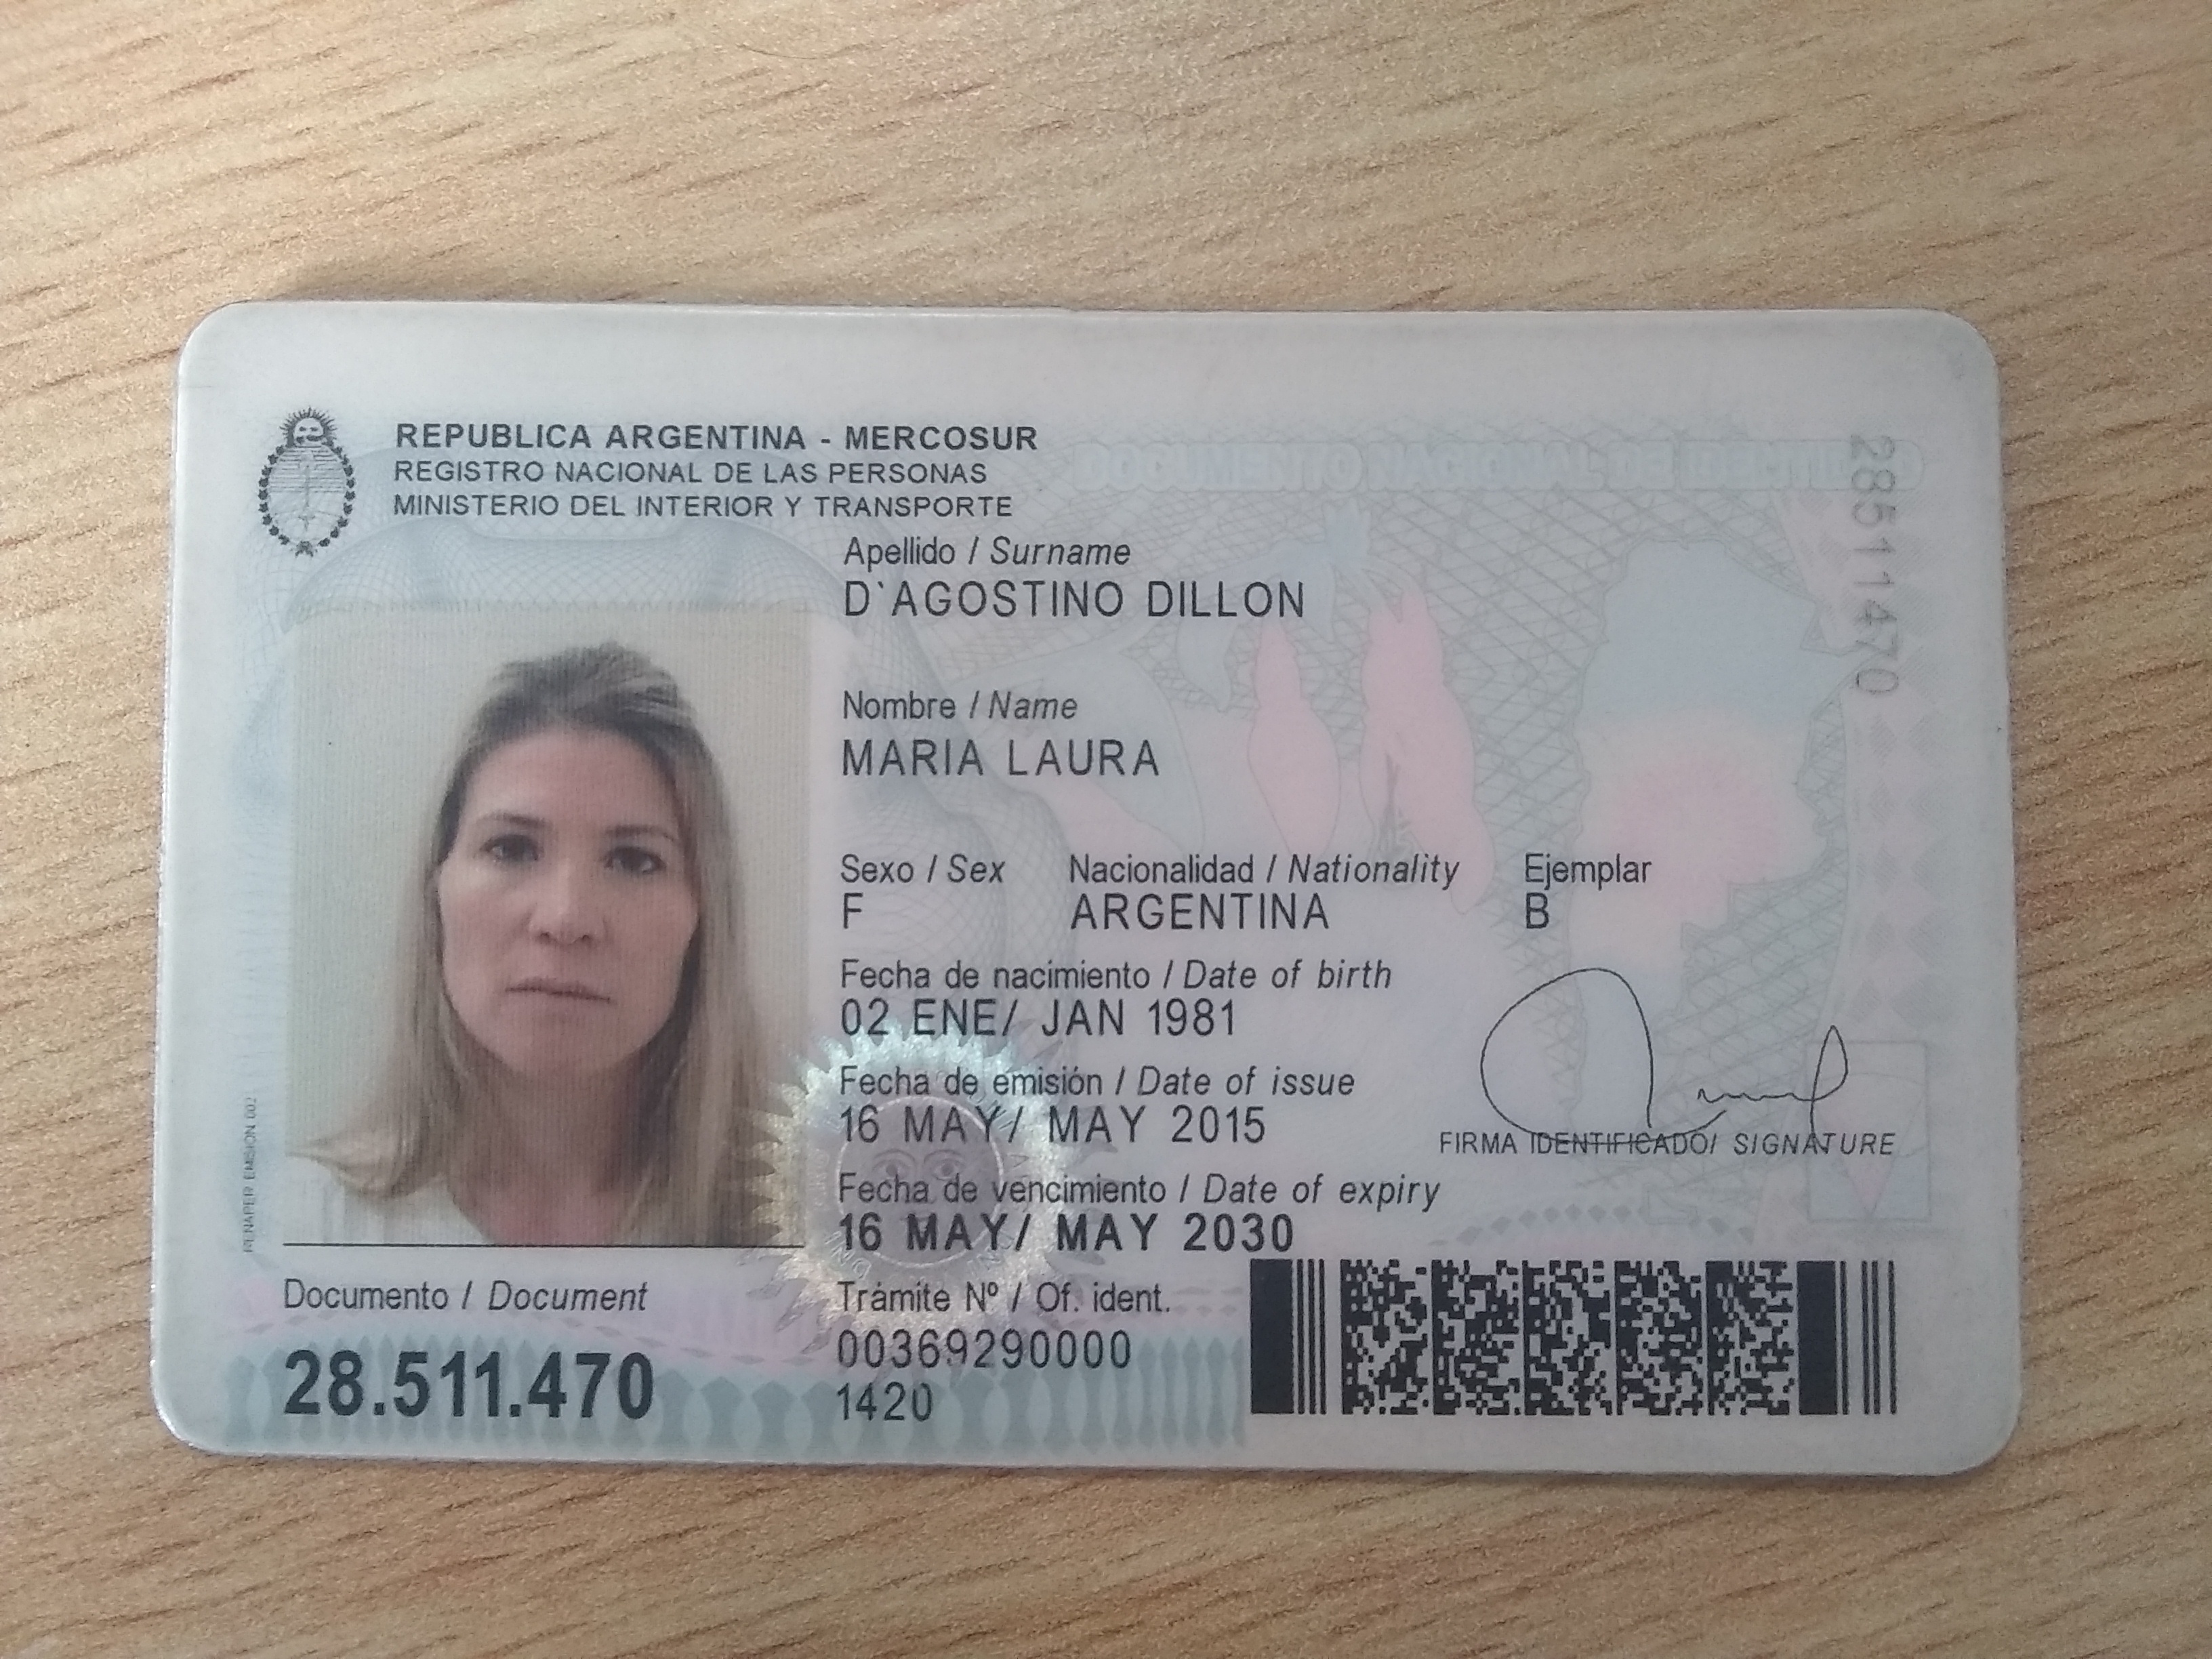 REPUBLICA ARGENTINA - MERCOSUR
REGISTRO NACIONAL DE LAS PERSONAS
MINISTERIO DEL INTERIOR Y TRANSPORTE
DOCUMENTO NACIONAL DE
28511470
Apellido / Surname
D`AGOSTINO DILLON
Nombre / Name
MARIA LAURA
Sexo / Sex Nacionalidad / Nationality Ejemplar
F ARGENTINA B
Fecha de nacimiento / Date of birth
02 ENE/ JAN 1981
Fecha de emisión / Date of issue
16 MAY/ MAY 2015
FIRMA IDENTIFICADO/ SIGNATURE
Fecha de vencimiento / Date of expiry
16 MAY/ MAY 2030
RENAPER EMISION 002
Documento / Document
28.511.470
Trámite Nº / Of. ident.
00369290000
1420